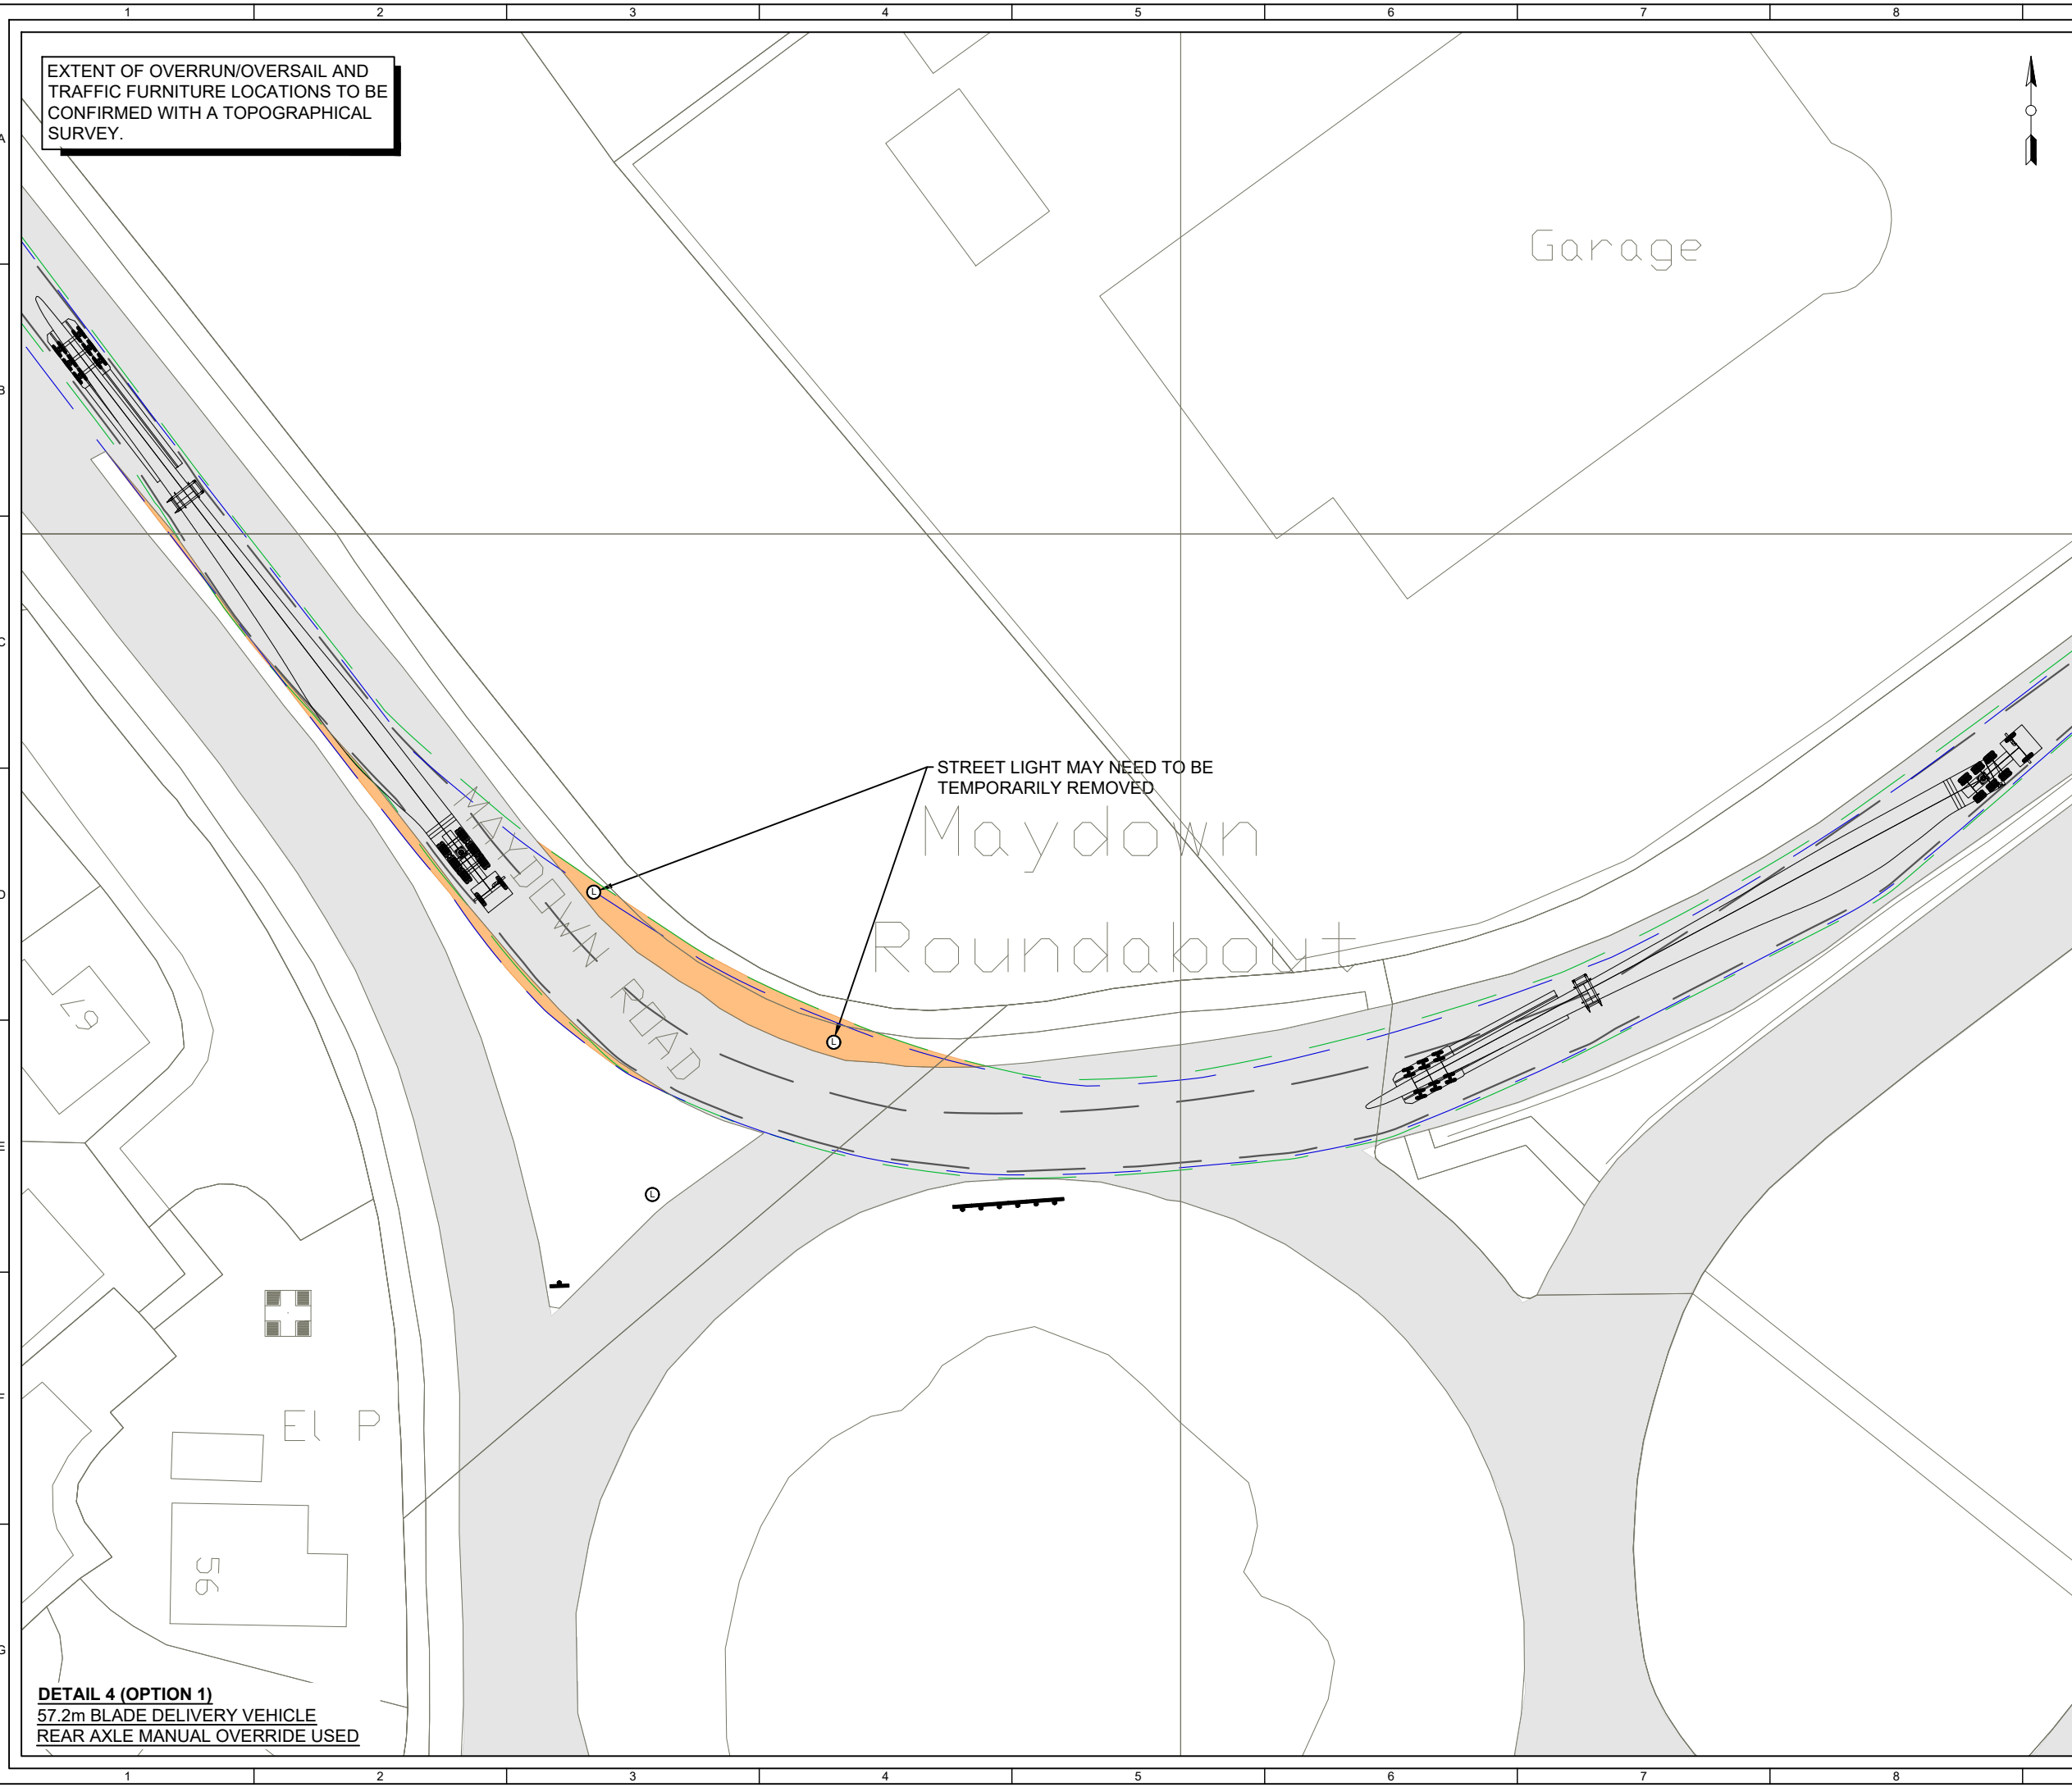 1 2 3 4 5 6 7 8
EXTENT OF OVERRUN/OVERSAIL AND
TRAFFIC FURNITURE LOCATIONS TO BE
CONFIRMED WITH A TOPOGRAPHICAL
SURVEY.
A
Garage
B
C
STREET LIGHT MAY NEED TO BE
TEMPORARILY REMOVED
Maydown
Roundabout
MAYDOWN ROAD
D
L
L
67
E
L
F
El P
56
G
DETAIL 4 (OPTION 1)
57.2m BLADE DELIVERY VEHICLE
REAR AXLE MANUAL OVERRIDE USED
1 2 3 4 5 6 7 8